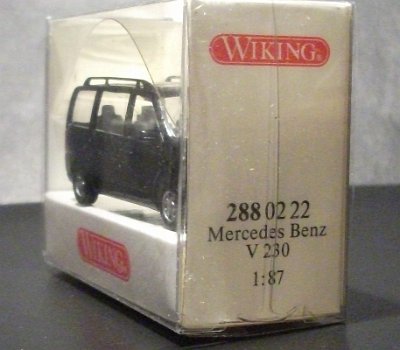 WIKING®
288 02 22
Mercedes Benz
V 230
1:87
WIKING